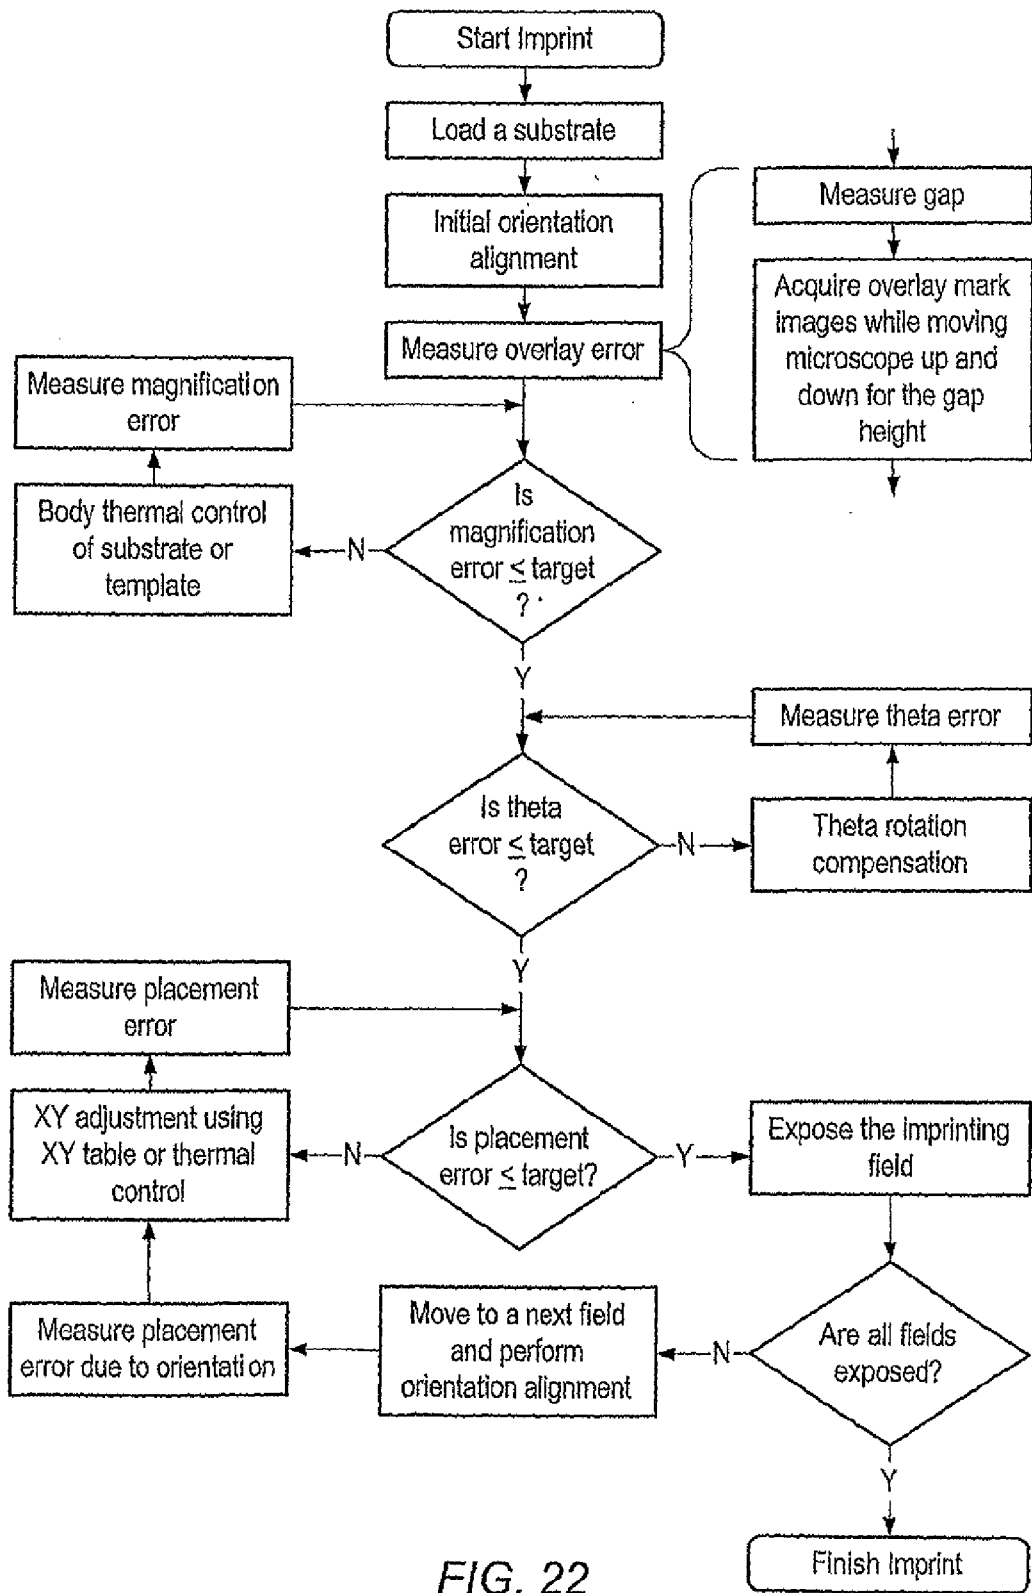 Start Imprint
Load a substrate
Initial orientation
alignment
Measure overlay error
Measure gap
Acquire overlay mark
images while moving
microscope up and
down for the gap
height
Measure magnification
error
Body thermal control
of substrate or
template
N
Is
magnification
error ≤ target
?
Y
Measure theta error
Is theta
error ≤ target
?
N
Theta rotation
compensation
Y
Measure placement
error
XY adjustment using
XY table or thermal
control
N
Is placement
error ≤ target?
Y
Expose the imprinting
field
Measure placement
error due to orientation
Move to a next field
and perform
orientation alignment
N
Are all fields
exposed?
Y
Finish Imprint
FIG. 22